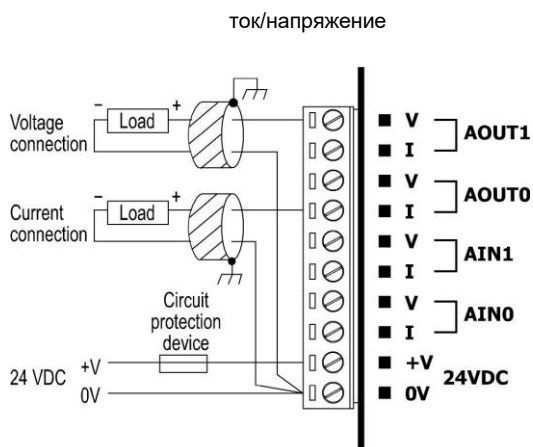 ток/напряжение
Voltage
connection
− Load +
Current
connection
− Load +
Circuit
protection
device
24 VDC
+V
0V
V
I
AOUT1
V
I
AOUT0
V
I
AIN1
V
I
AIN0
+V
0V
24VDC